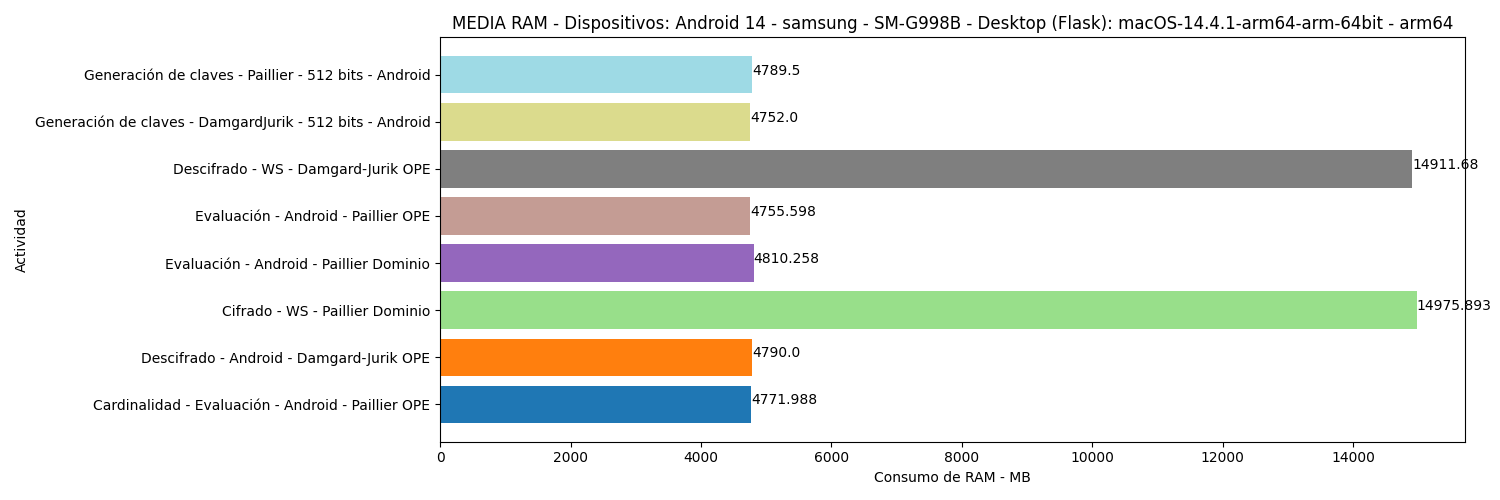 MEDIA RAM - Dispositivos: Android 14 - samsung - SM-G998B - Desktop (Flask): macOS-14.4.1-arm64-arm-64bit - arm64
Actividad
Generación de claves - Paillier - 512 bits - Android 4789.5
Generación de claves - DamgardJurik - 512 bits - Android 4752.0
Descifrado - WS - Damgard-Jurik OPE 14911.68
Evaluación - Android - Paillier OPE 4755.598
Evaluación - Android - Paillier Dominio 4810.258
Cifrado - WS - Paillier Dominio 14975.893
Descifrado - Android - Damgard-Jurik OPE 4790.0
Cardinalidad - Evaluación - Android - Paillier OPE 4771.988
0 2000 4000 6000 8000 10000 12000 14000
Consumo de RAM - MB